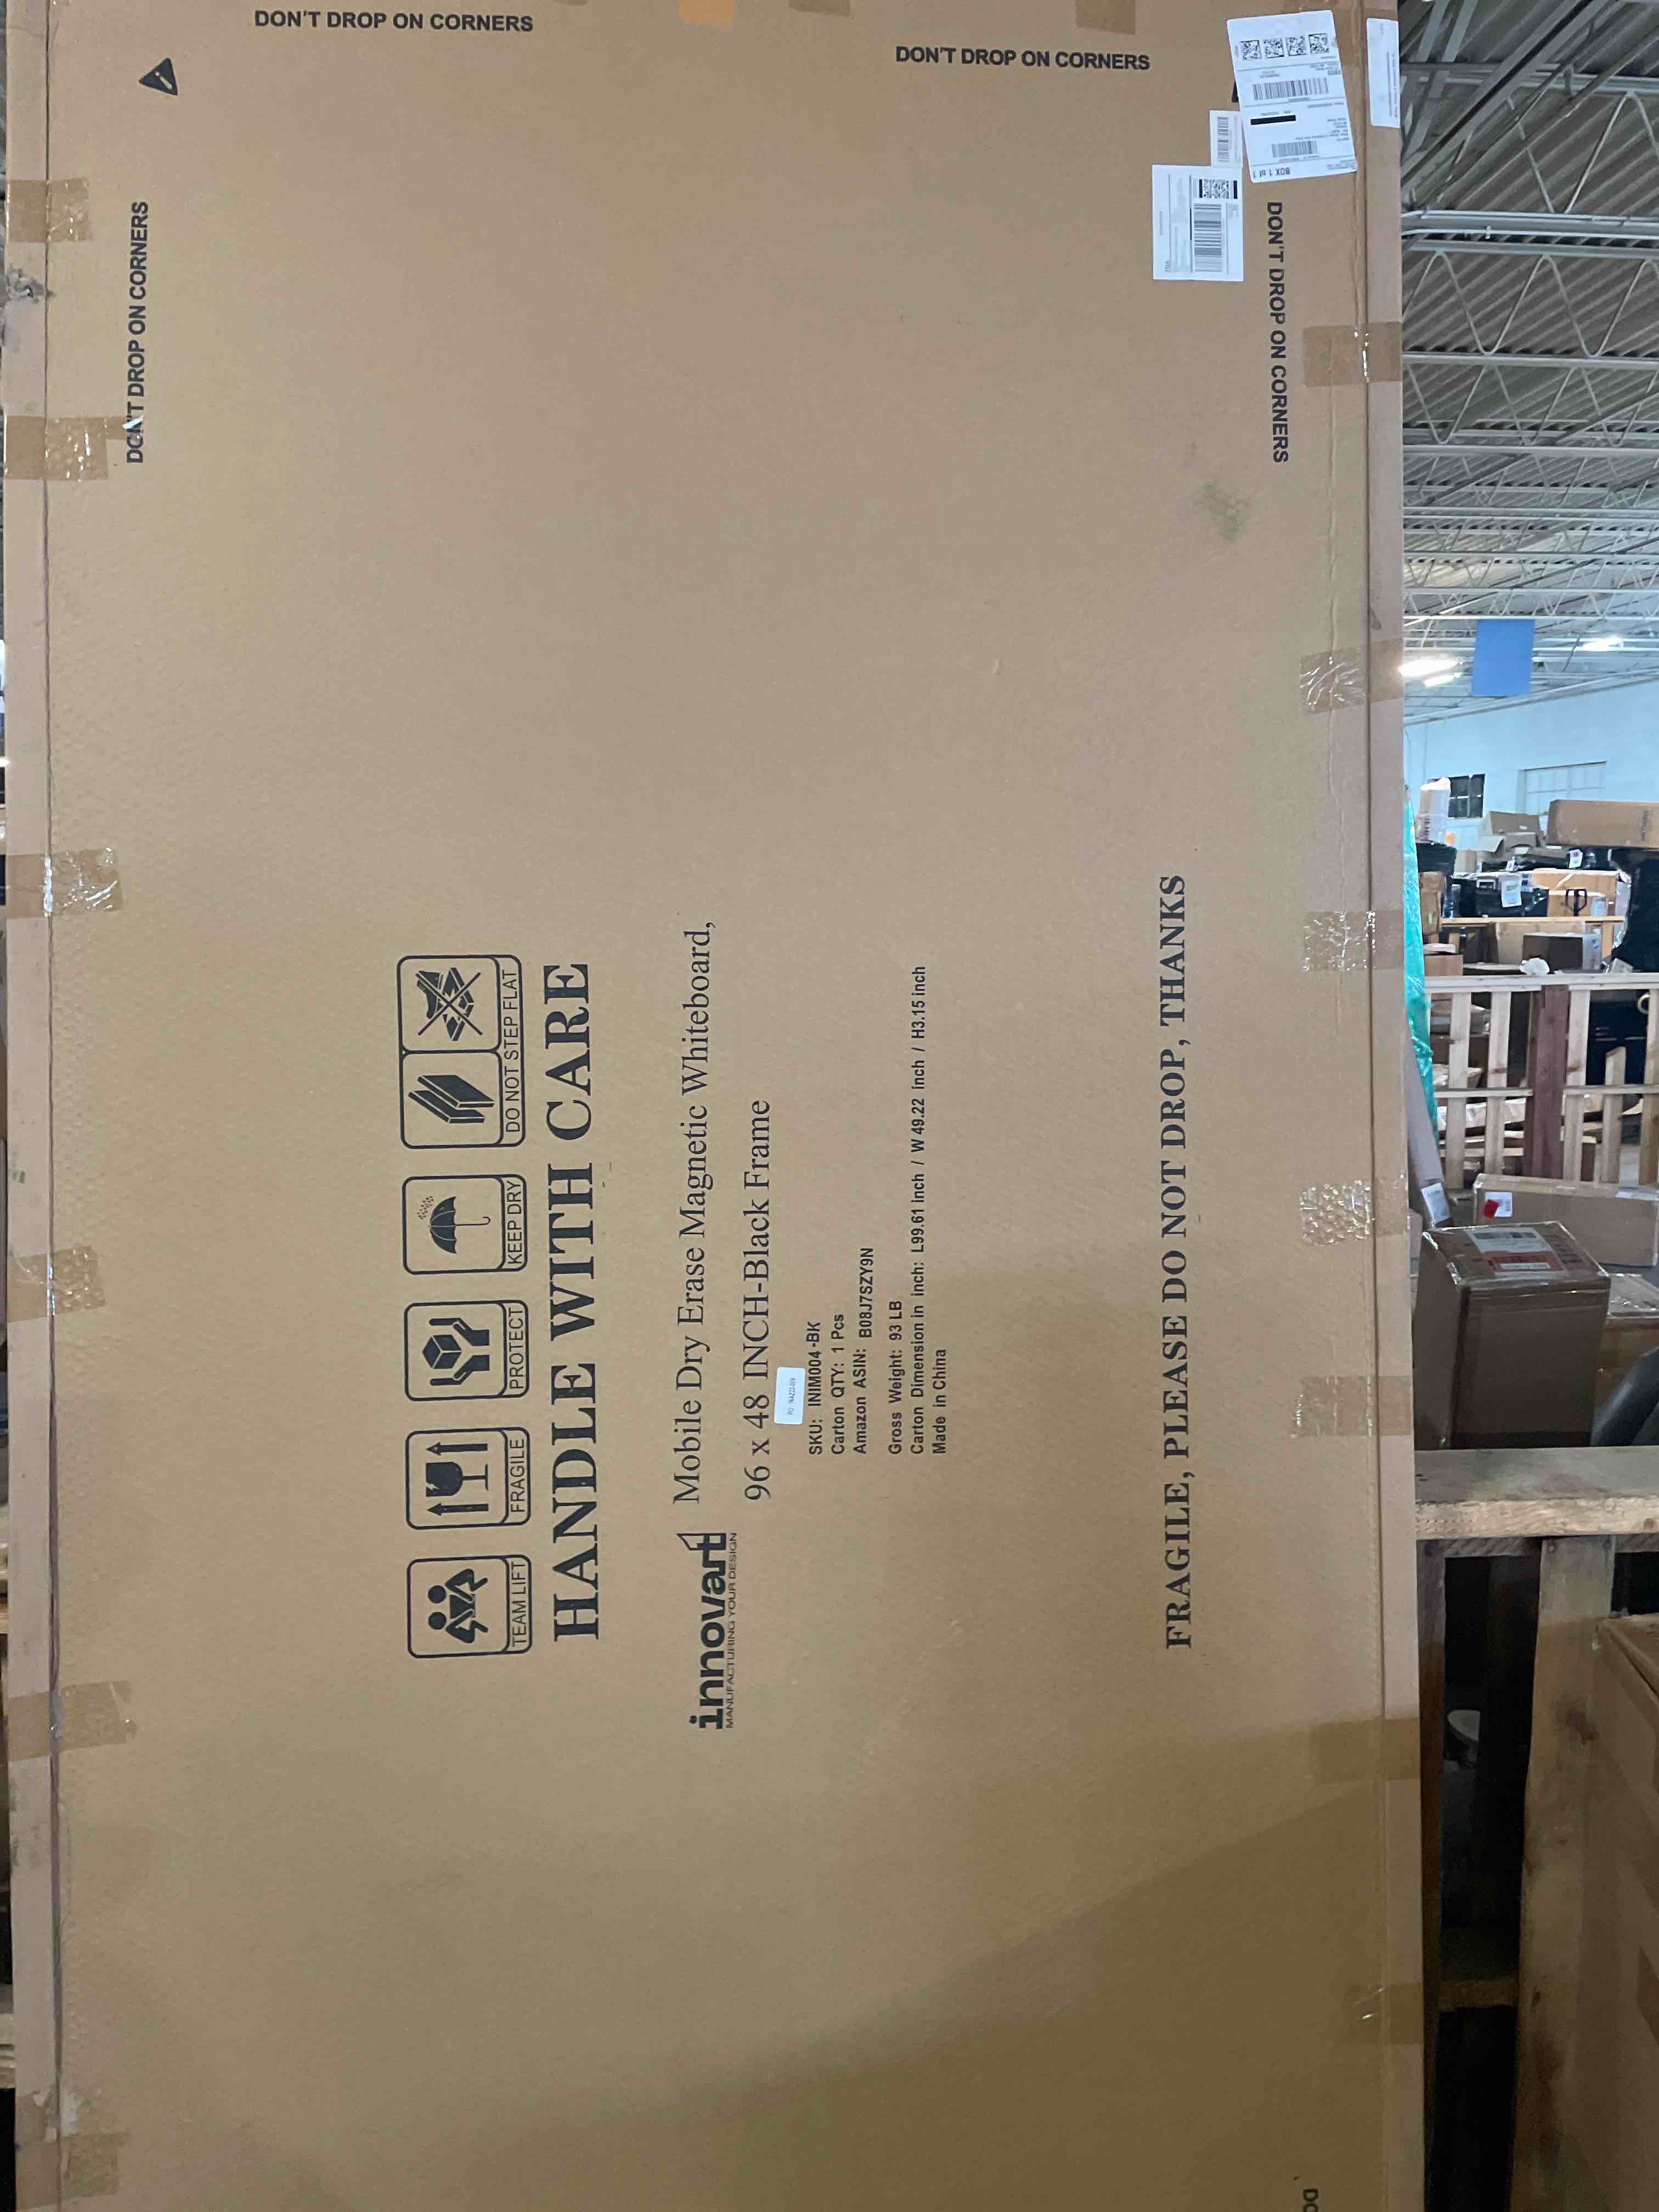 DON'T DROP ON CORNERS
DON'T DROP ON CORNERS
DON'T DROP ON CORNERS
DON'T DROP ON CORNERS
BOX 1 of 1
TEAM LIFT
FRAGILE
PROTECT
KEEP DRY
DO NOT STEP FLAT
HANDLE WITH CARE
innovart
MANUFACTURING YOUR DESIGN
Mobile Dry Erase Magnetic Whiteboard,
96 x 48 INCH-Black Frame
SKU: INIM004-BK
Carton QTY: 1 Pcs
Amazon ASIN: B08J7SZY9N
Gross Weight: 93 LB
Carton Dimension in inch: L99.61 inch / W 49.22 inch / H3.15 inch
Made in China
FRAGILE, PLEASE DO NOT DROP, THANKS
DO